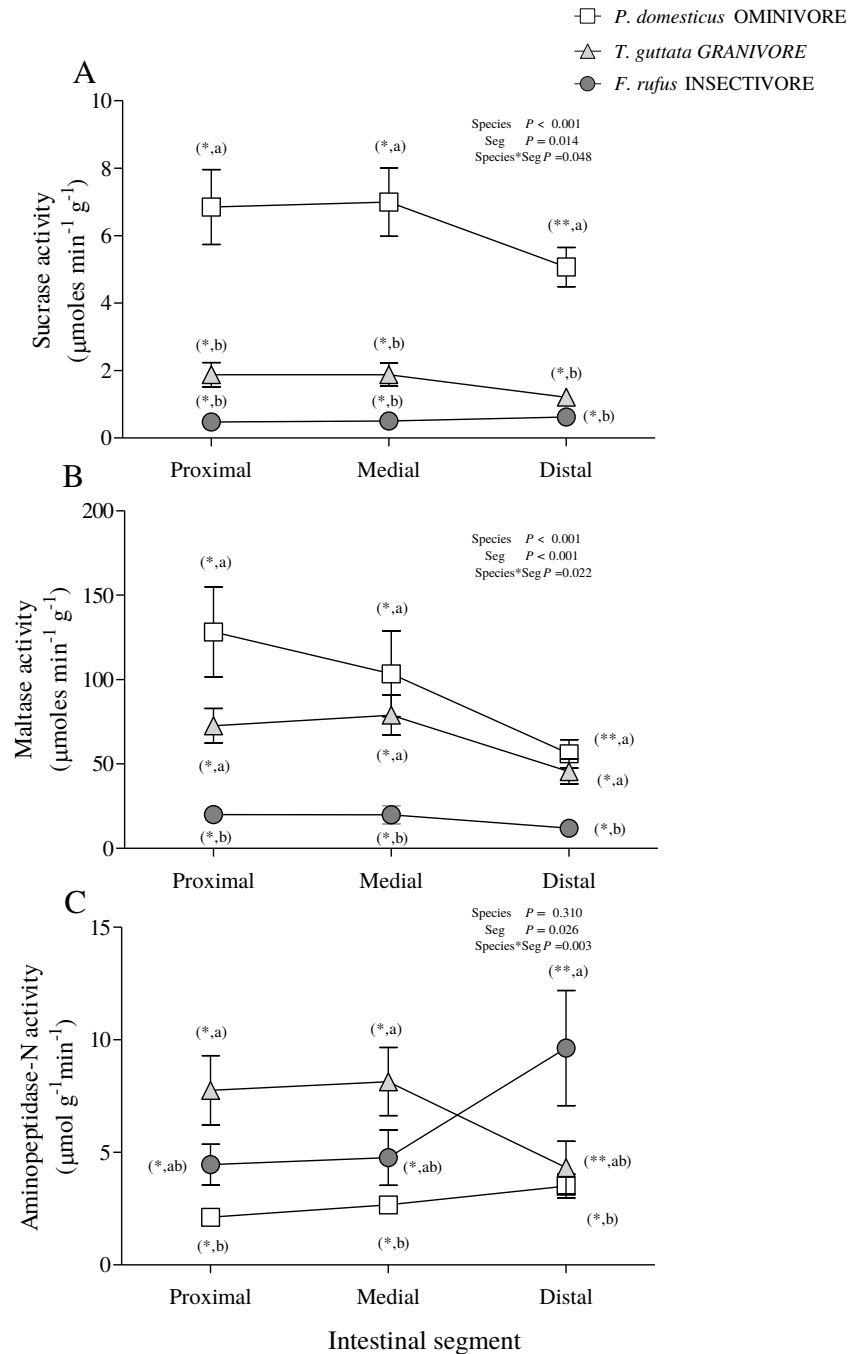 P. domesticus OMINIVORE
T. guttata GRANIVORE
F. rufus INSECTIVORE
A
10
8
6
4
2
0
Sucrase activity
(μmoles min⁻¹ g⁻¹)
Species P < 0.001
Seg P = 0.014
Species*Seg P =0.048
(*,a)
(*,a)
(**,a)
(*,b)
(*,b)
(*,b)
(*,b)
(*,b)
(*,b)
Proximal
Medial
Distal
B
200
150
100
50
0
Maltase activity
(μmoles min⁻¹ g⁻¹)
Species P < 0.001
Seg P < 0.001
Species*Seg P =0.022
(*,a)
(*,a)
(**,a)
(*,a)
(*,a)
(*,a)
(*,b)
(*,b)
(*,b)
Proximal
Medial
Distal
C
15
10
5
0
Aminopeptidase-N activity
(μmol g⁻¹min⁻¹)
Species P = 0.310
Seg P = 0.026
Species*Seg P =0.003
(**,a)
(*,a)
(*,a)
(*,ab)
(*,ab)
(**,ab)
(*,b)
(*,b)
(*,b)
Proximal
Medial
Distal
Intestinal segment